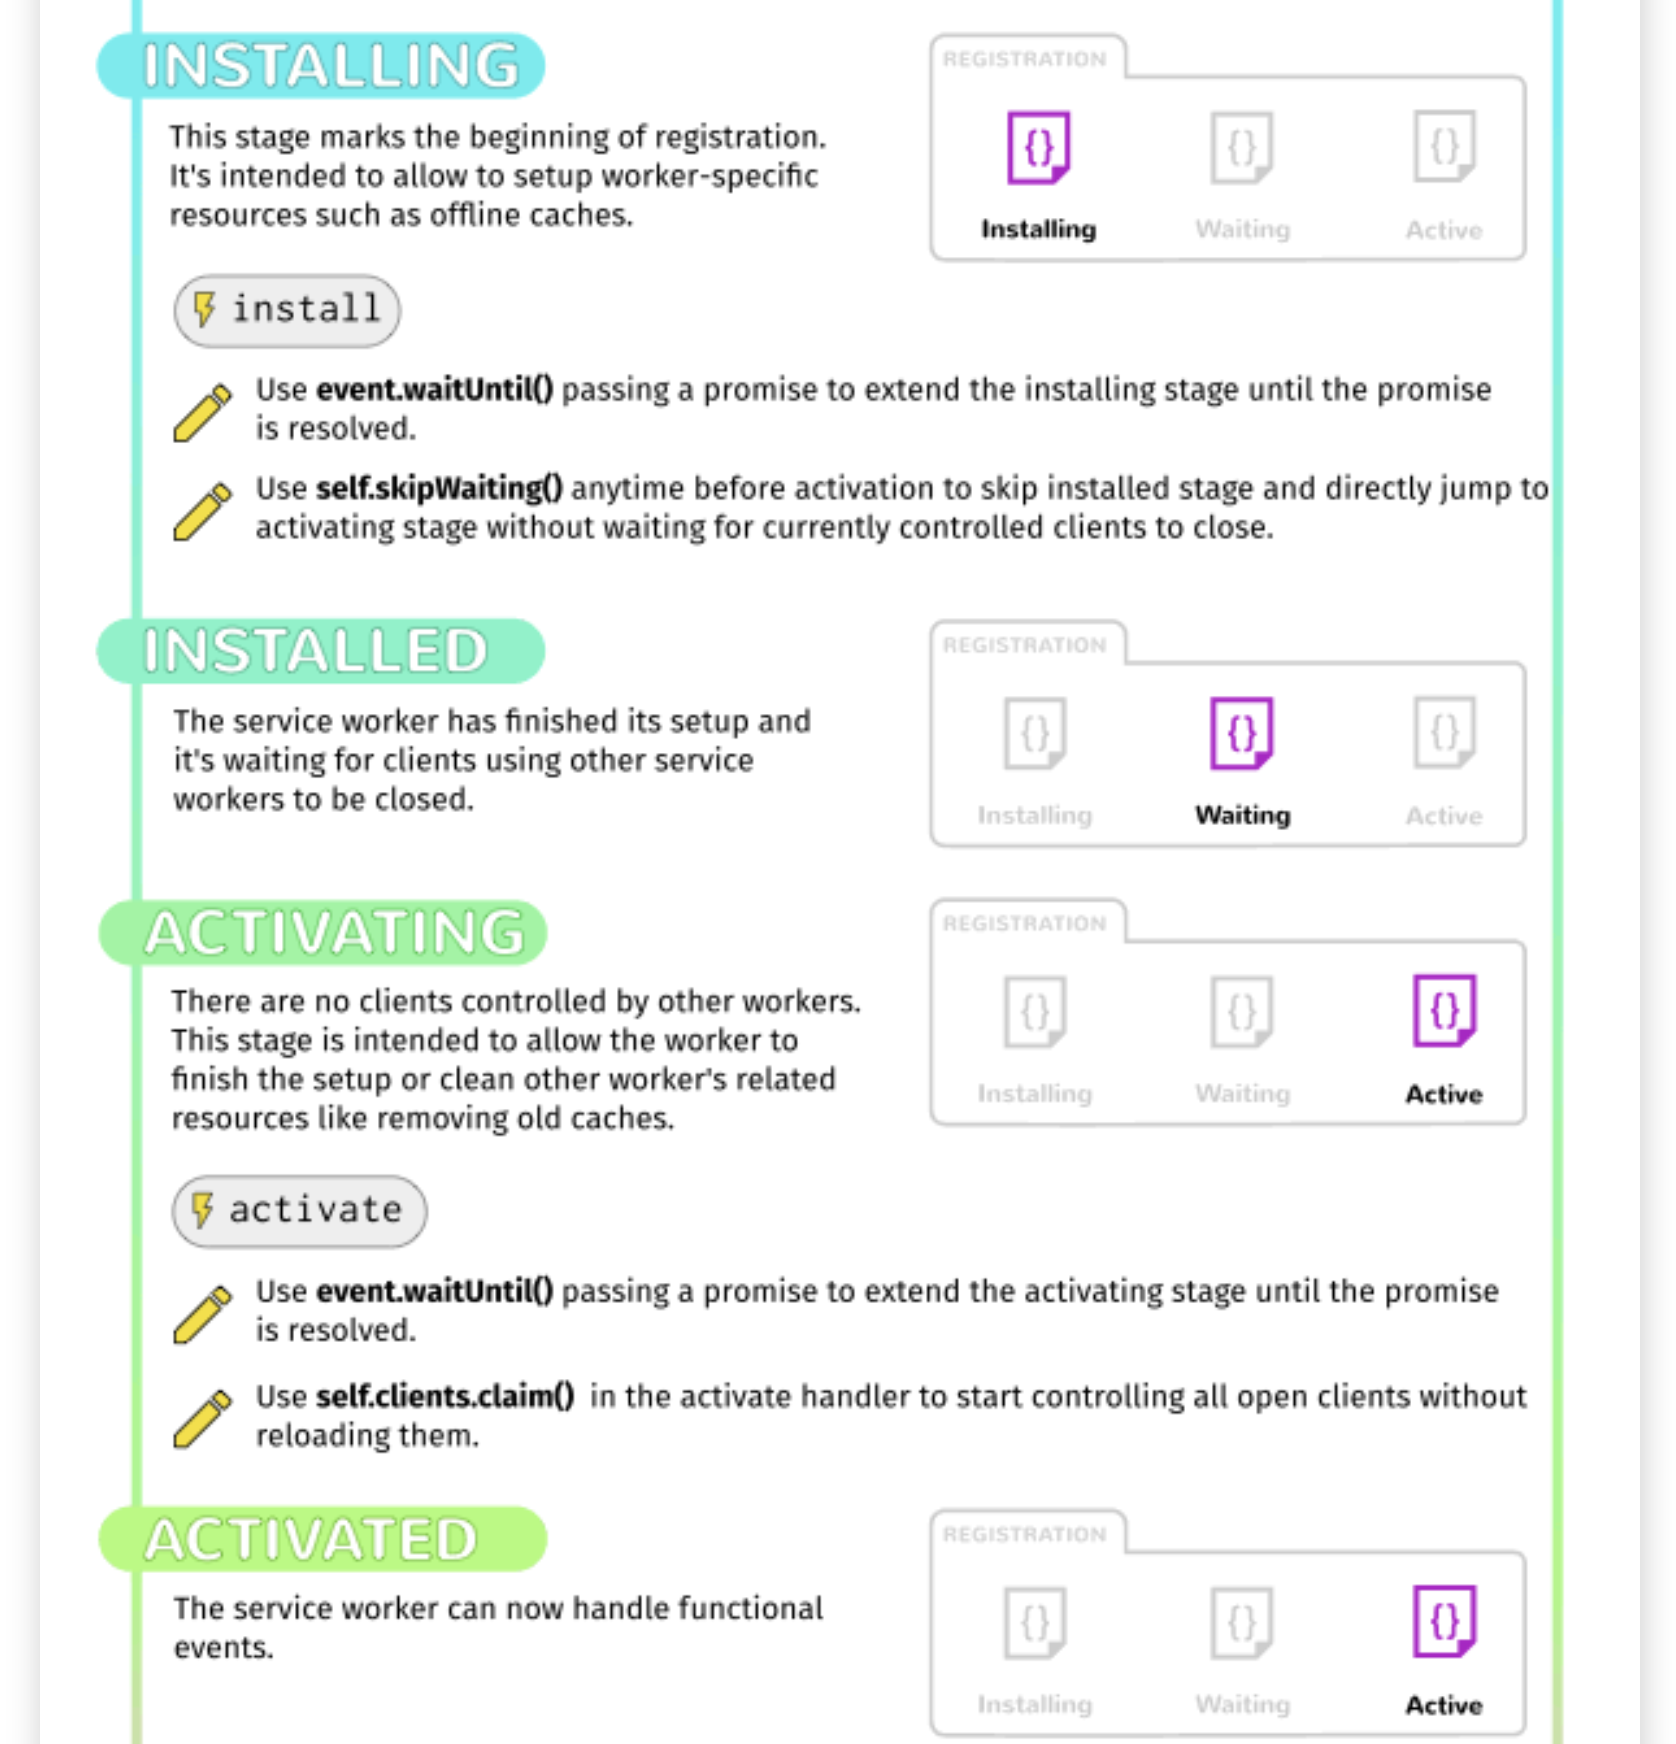 INSTALLING
REGISTRATION
This stage marks the beginning of registration.
It's intended to allow to setup worker-specific
resources such as offline caches.
{} {} {}
Installing Waiting Active
install
Use event.waitUntil() passing a promise to extend the installing stage until the promise
is resolved.
Use self.skipWaiting() anytime before activation to skip installed stage and directly jump to
activating stage without waiting for currently controlled clients to close.
INSTALLED
REGISTRATION
The service worker has finished its setup and
it's waiting for clients using other service
workers to be closed.
{} {} {}
Installing Waiting Active
ACTIVATING
REGISTRATION
There are no clients controlled by other workers.
This stage is intended to allow the worker to
finish the setup or clean other worker's related
resources like removing old caches.
{} {} {}
Installing Waiting Active
activate
Use event.waitUntil() passing a promise to extend the activating stage until the promise
is resolved.
Use self.clients.claim() in the activate handler to start controlling all open clients without
reloading them.
ACTIVATED
REGISTRATION
The service worker can now handle functional
events.
{} {} {}
Installing Waiting Active